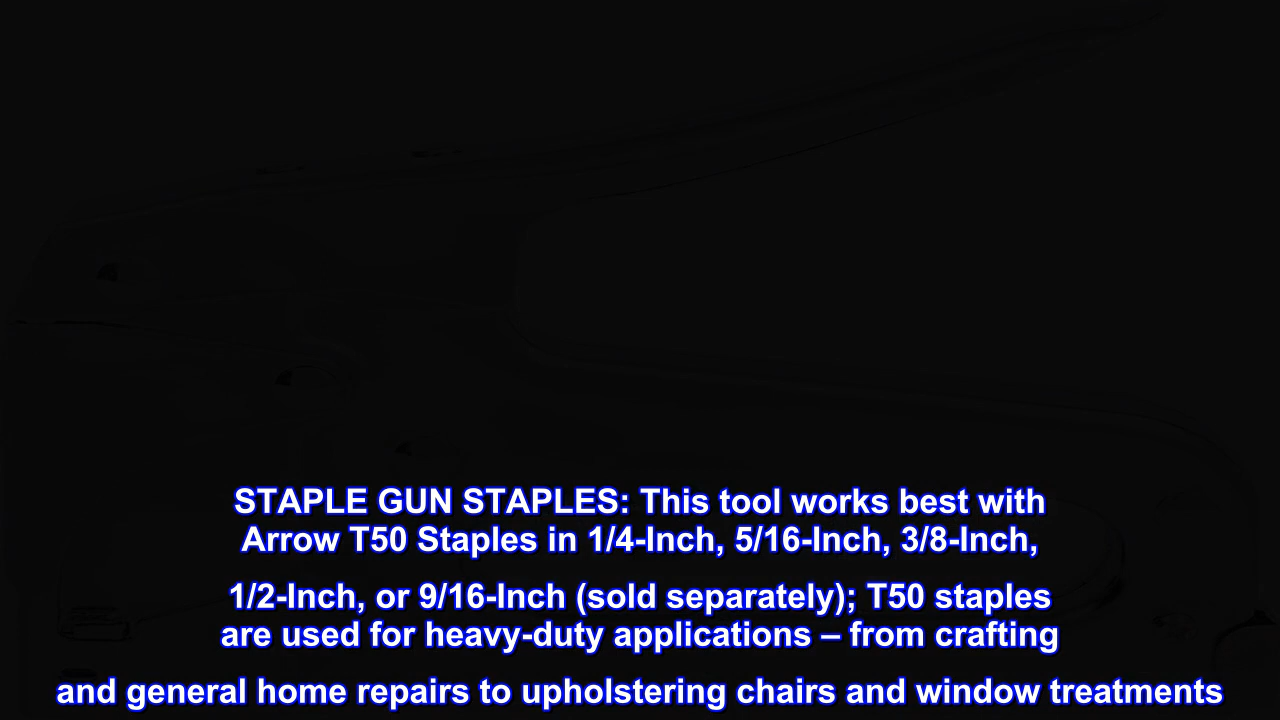 STAPLE GUN STAPLES: This tool works best with
Arrow T50 Staples in 1/4-Inch, 5/16-Inch, 3/8-Inch,
1/2-Inch, or 9/16-Inch (sold separately); T50 staples
are used for heavy-duty applications – from crafting
and general home repairs to upholstering chairs and window treatments